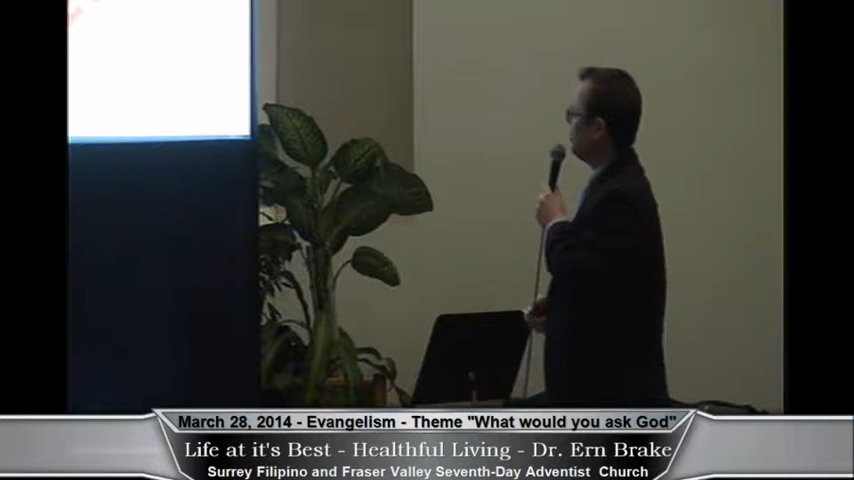 March 28, 2014 - Evangelism - Theme "What would you ask God"
Life at it's Best - Healthful Living - Dr. Ern Brake
Surrey Filipino and Fraser Valley Seventh-Day Adventist Church